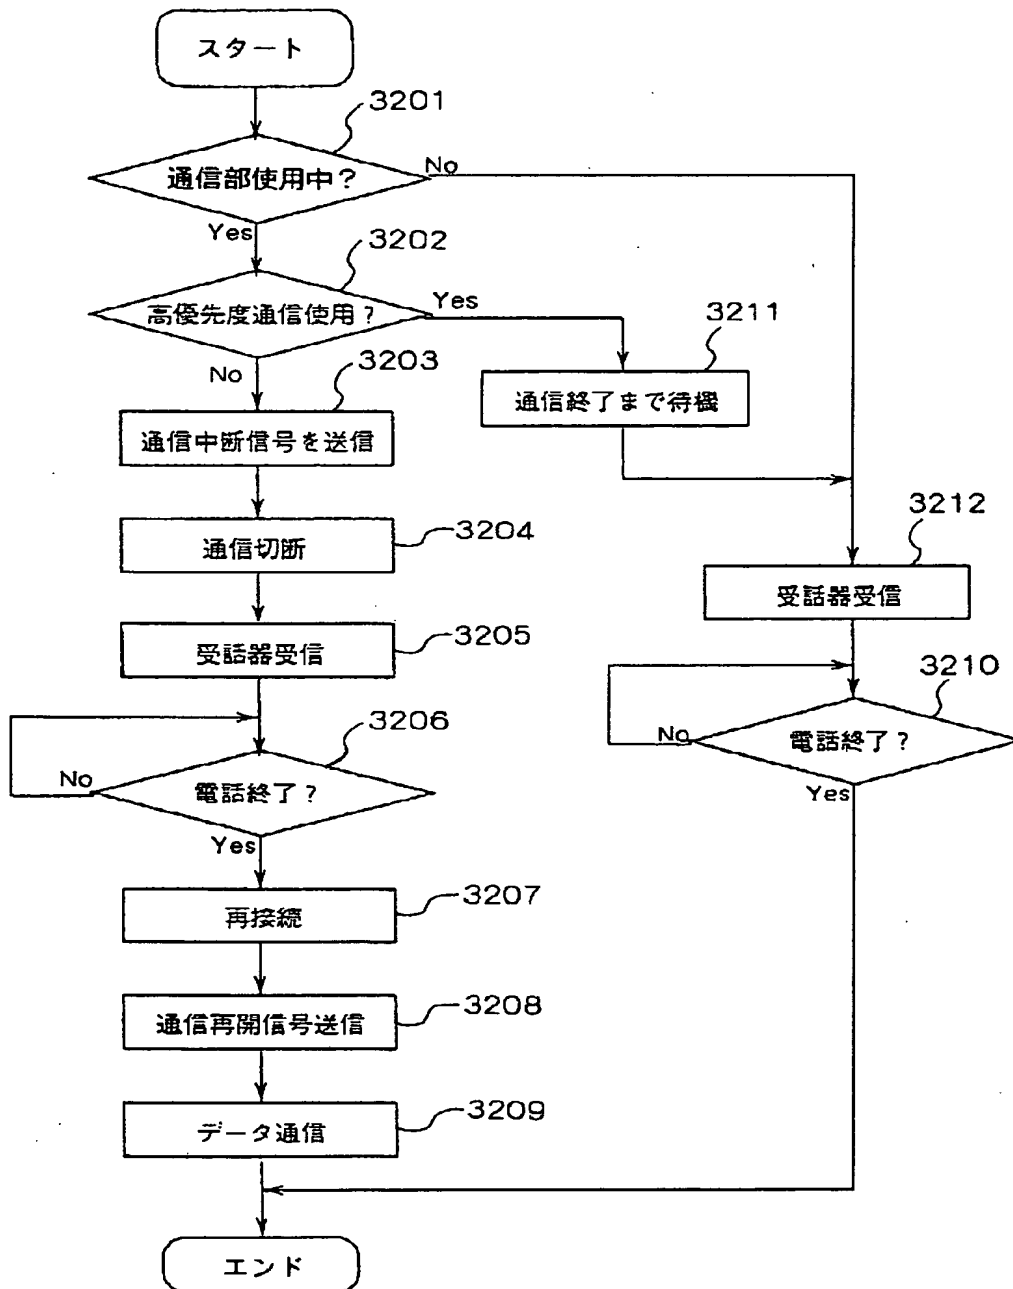 スタート
3201
通信部使用中?
No
Yes
3202
高優先度通信使用?
Yes
No
3211
通信終了まで待機
3203
通信中断信号を送信
3204
通信切断
3212
受話器受信
3205
受話器受信
3210
電話終了?
No
Yes
3206
電話終了?
No
Yes
3207
再接続
3208
通信再開信号送信
3209
データ通信
エンド